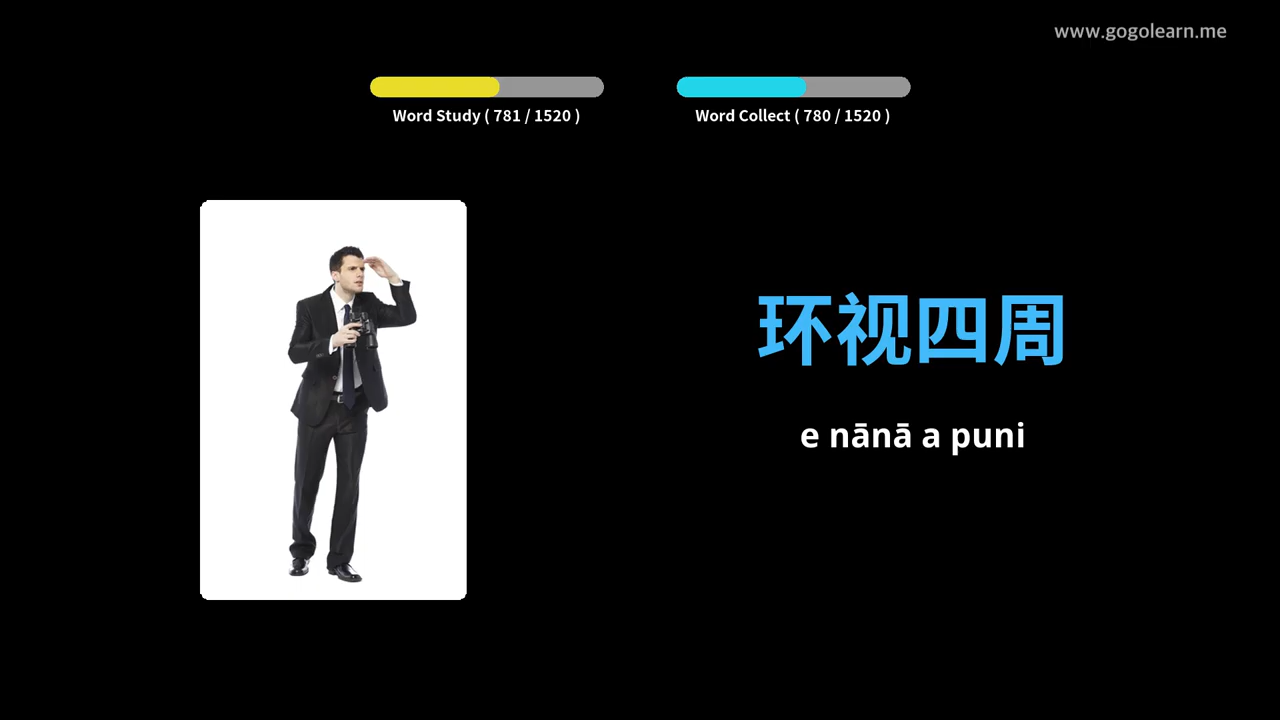 www.gogolearn.me
Word Study ( 781 / 1520 )
Word Collect ( 780 / 1520 )
环视四周
e nānā a puni